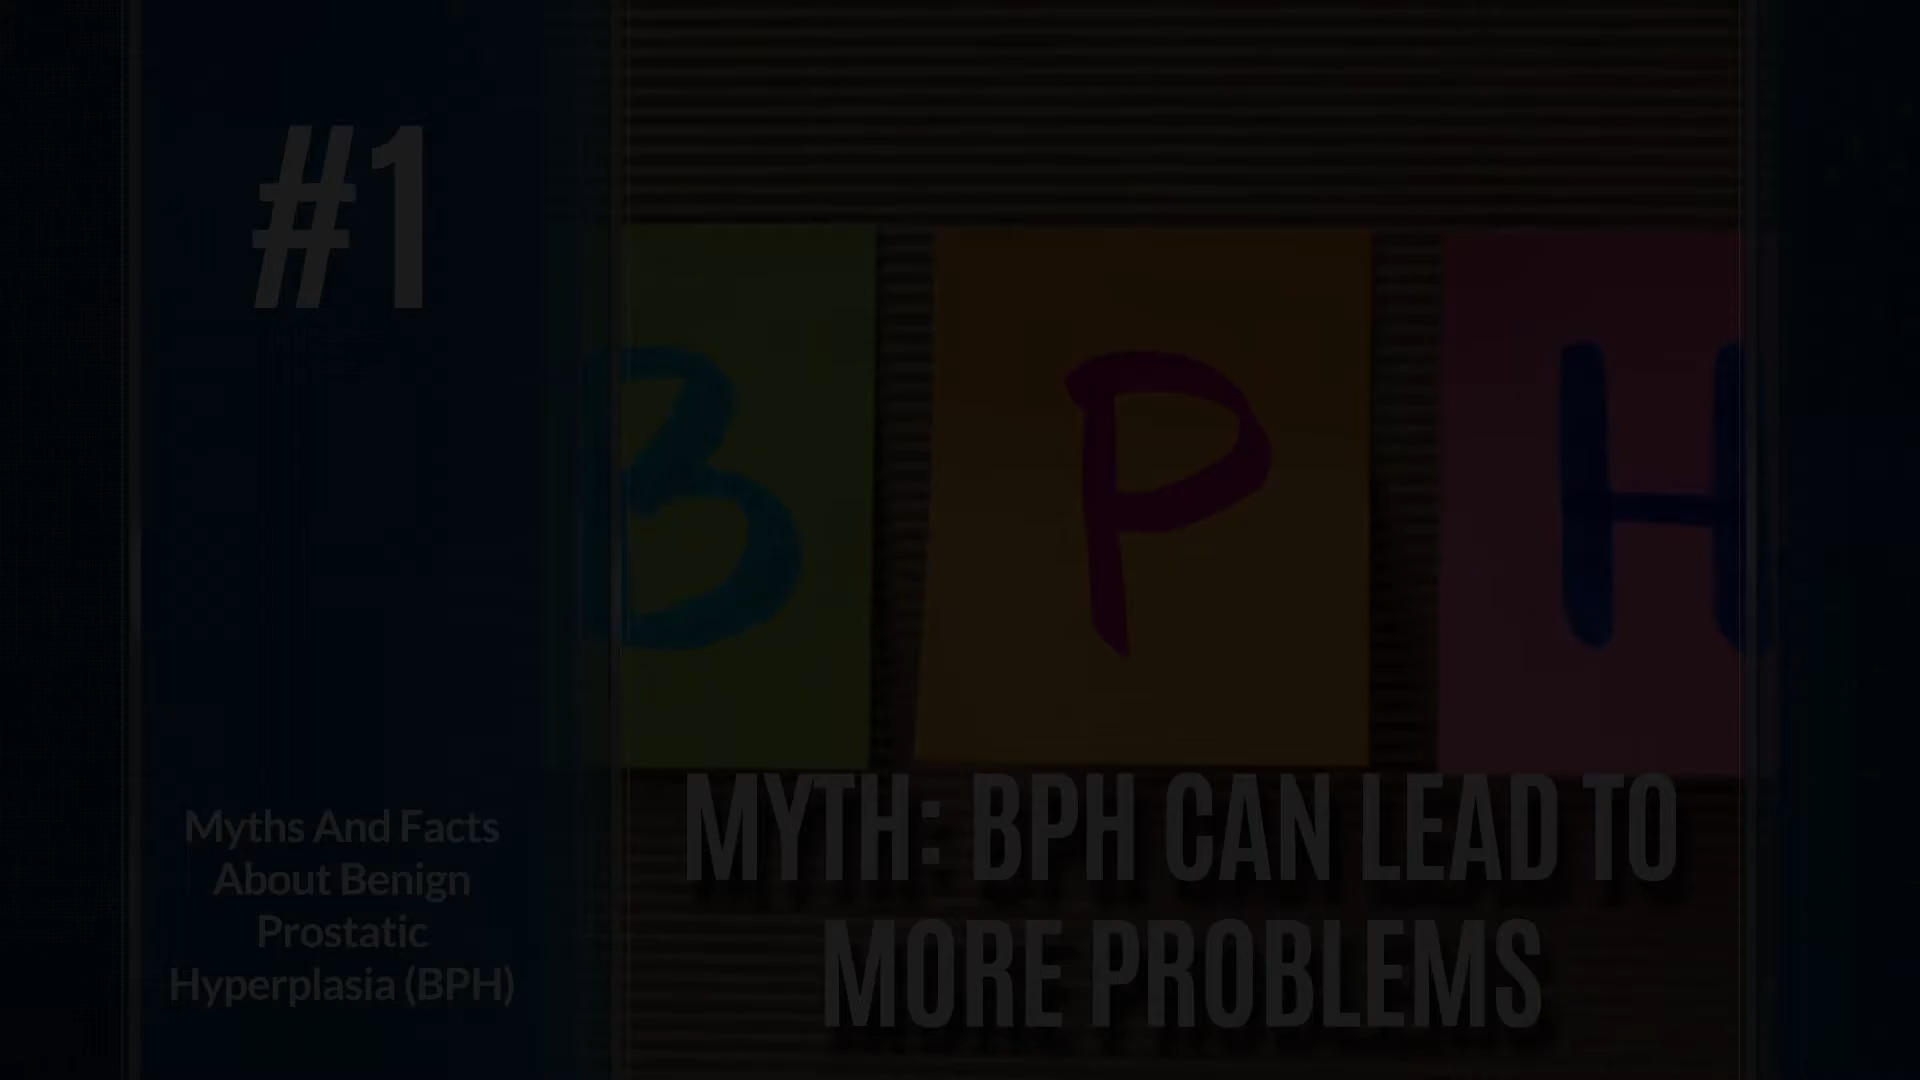 #1
Myths And Facts
About Benign
Prostatic
Hyperplasia (BPH)
B P H
MYTH: BPH CAN LEAD TO
MORE PROBLEMS